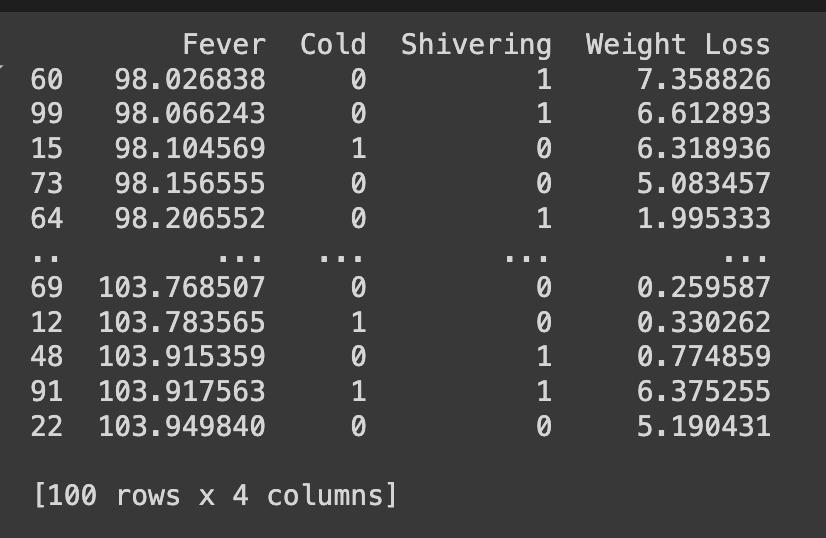 Fever Cold Shivering Weight Loss
60 98.026838 0 1 7.358826
99 98.066243 0 1 6.612893
15 98.104569 1 0 6.318936
73 98.156555 0 0 5.083457
64 98.206552 0 1 1.995333
.. ... ... ... ...
69 103.768507 0 0 0.259587
12 103.783565 1 0 0.330262
48 103.915359 0 1 0.774859
91 103.917563 1 1 6.375255
22 103.949840 0 0 5.190431
[100 rows x 4 columns]